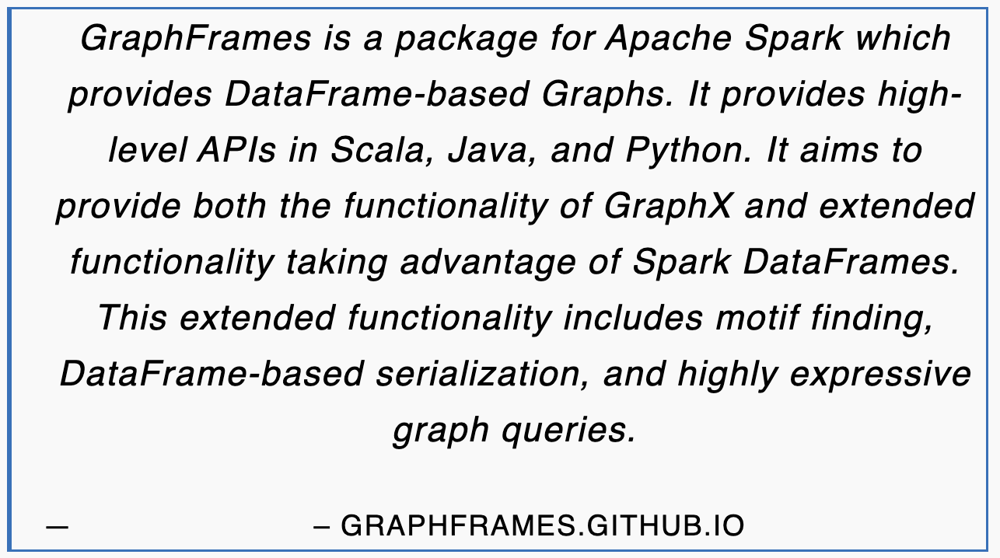 GraphFrames is a package for Apache Spark which
provides DataFrame-based Graphs. It provides high-
level APIs in Scala, Java, and Python. It aims to
provide both the functionality of GraphX and extended
functionality taking advantage of Spark DataFrames.
This extended functionality includes motif finding,
DataFrame-based serialization, and highly expressive
graph queries.
— – GRAPHFRAMES.GITHUB.IO